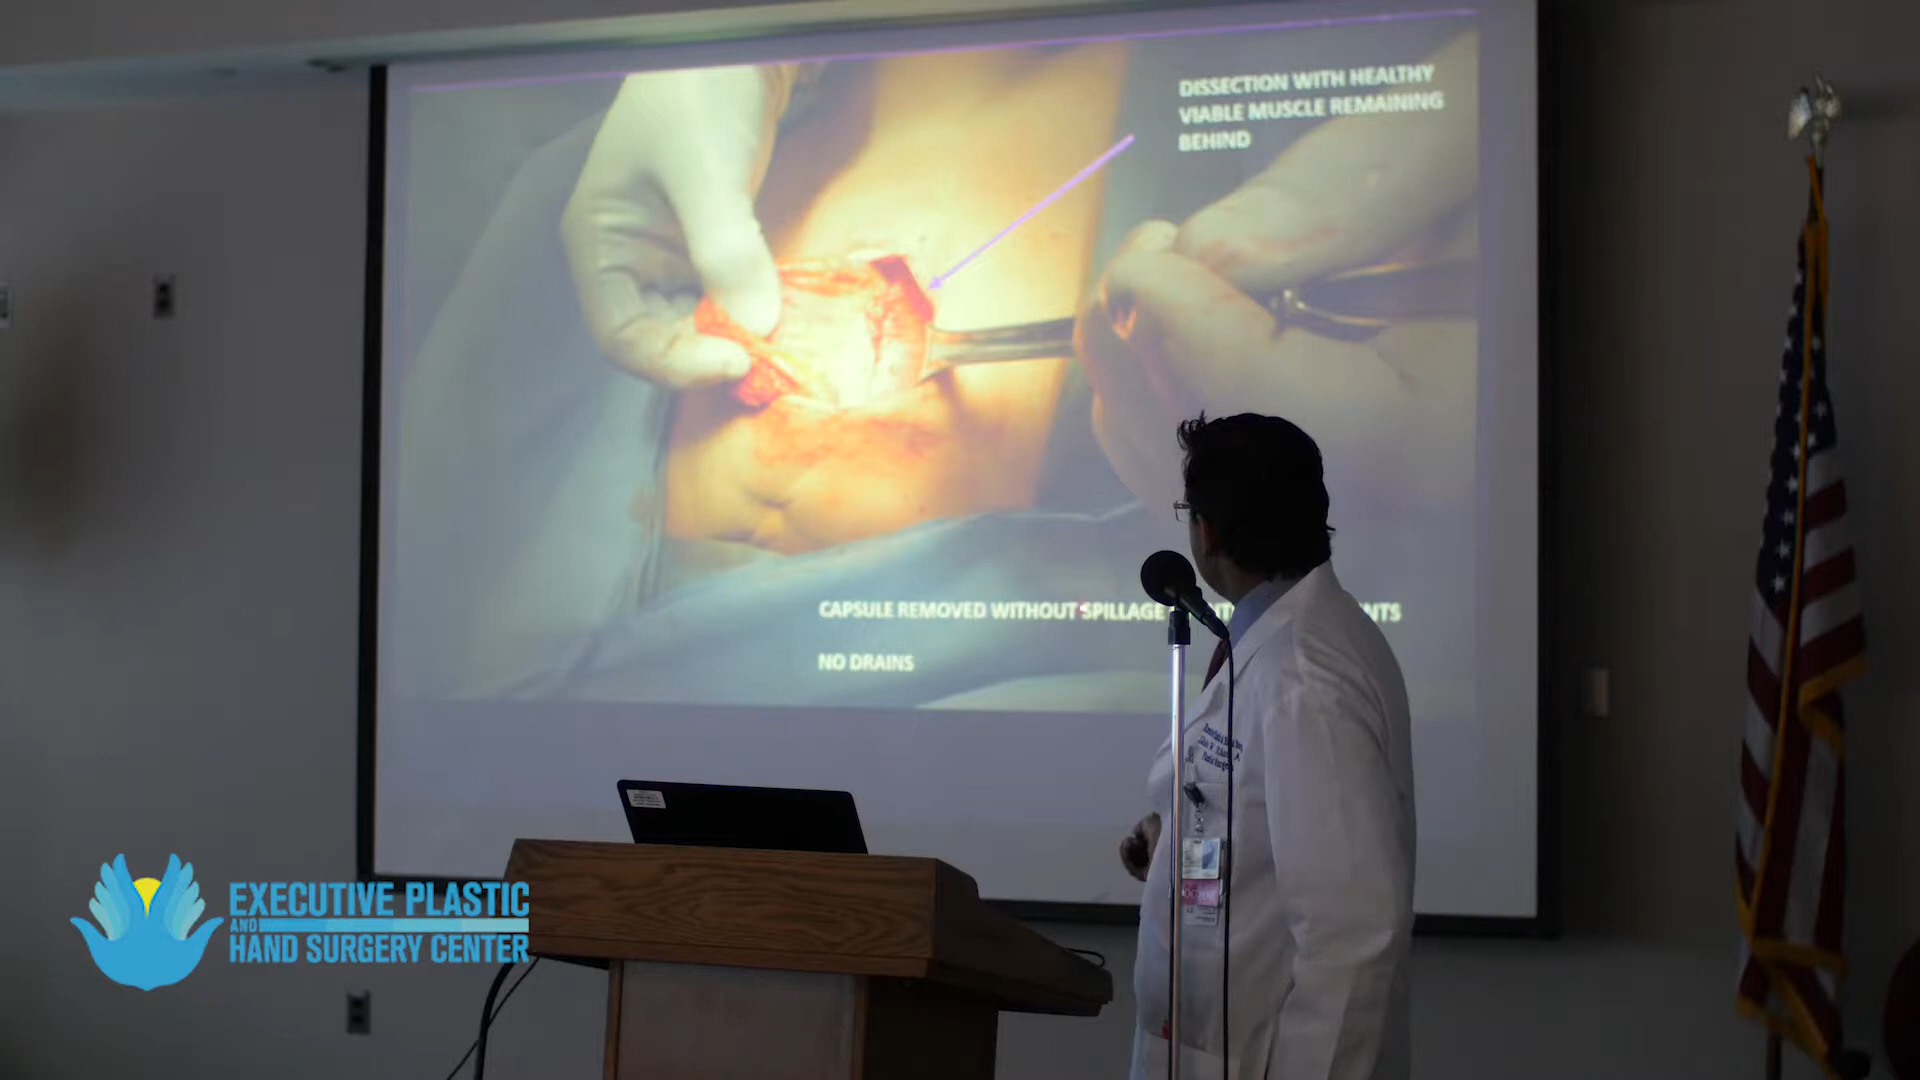 DISSECTION WITH HEALTHY
VIABLE MUSCLE REMAINING
BEHIND
CAPSULE REMOVED WITHOUT SPILLAGE
NO DRAINS
EXECUTIVE PLASTIC
AND
HAND SURGERY CENTER